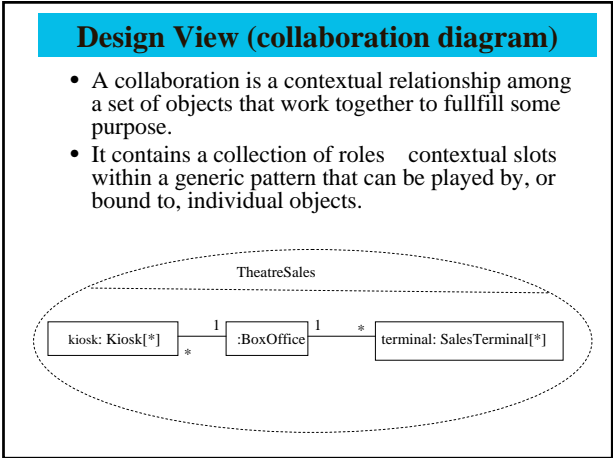 Design View (collaboration diagram)
• A collaboration is a contextual relationship among
a set of objects that work together to fullfill some
purpose.
• It contains a collection of roles    contextual slots
within a generic pattern that can be played by, or
bound to, individual objects.
TheatreSales
kiosk: Kiosk[*]
1
*
:BoxOffice
1
*
terminal: SalesTerminal[*]